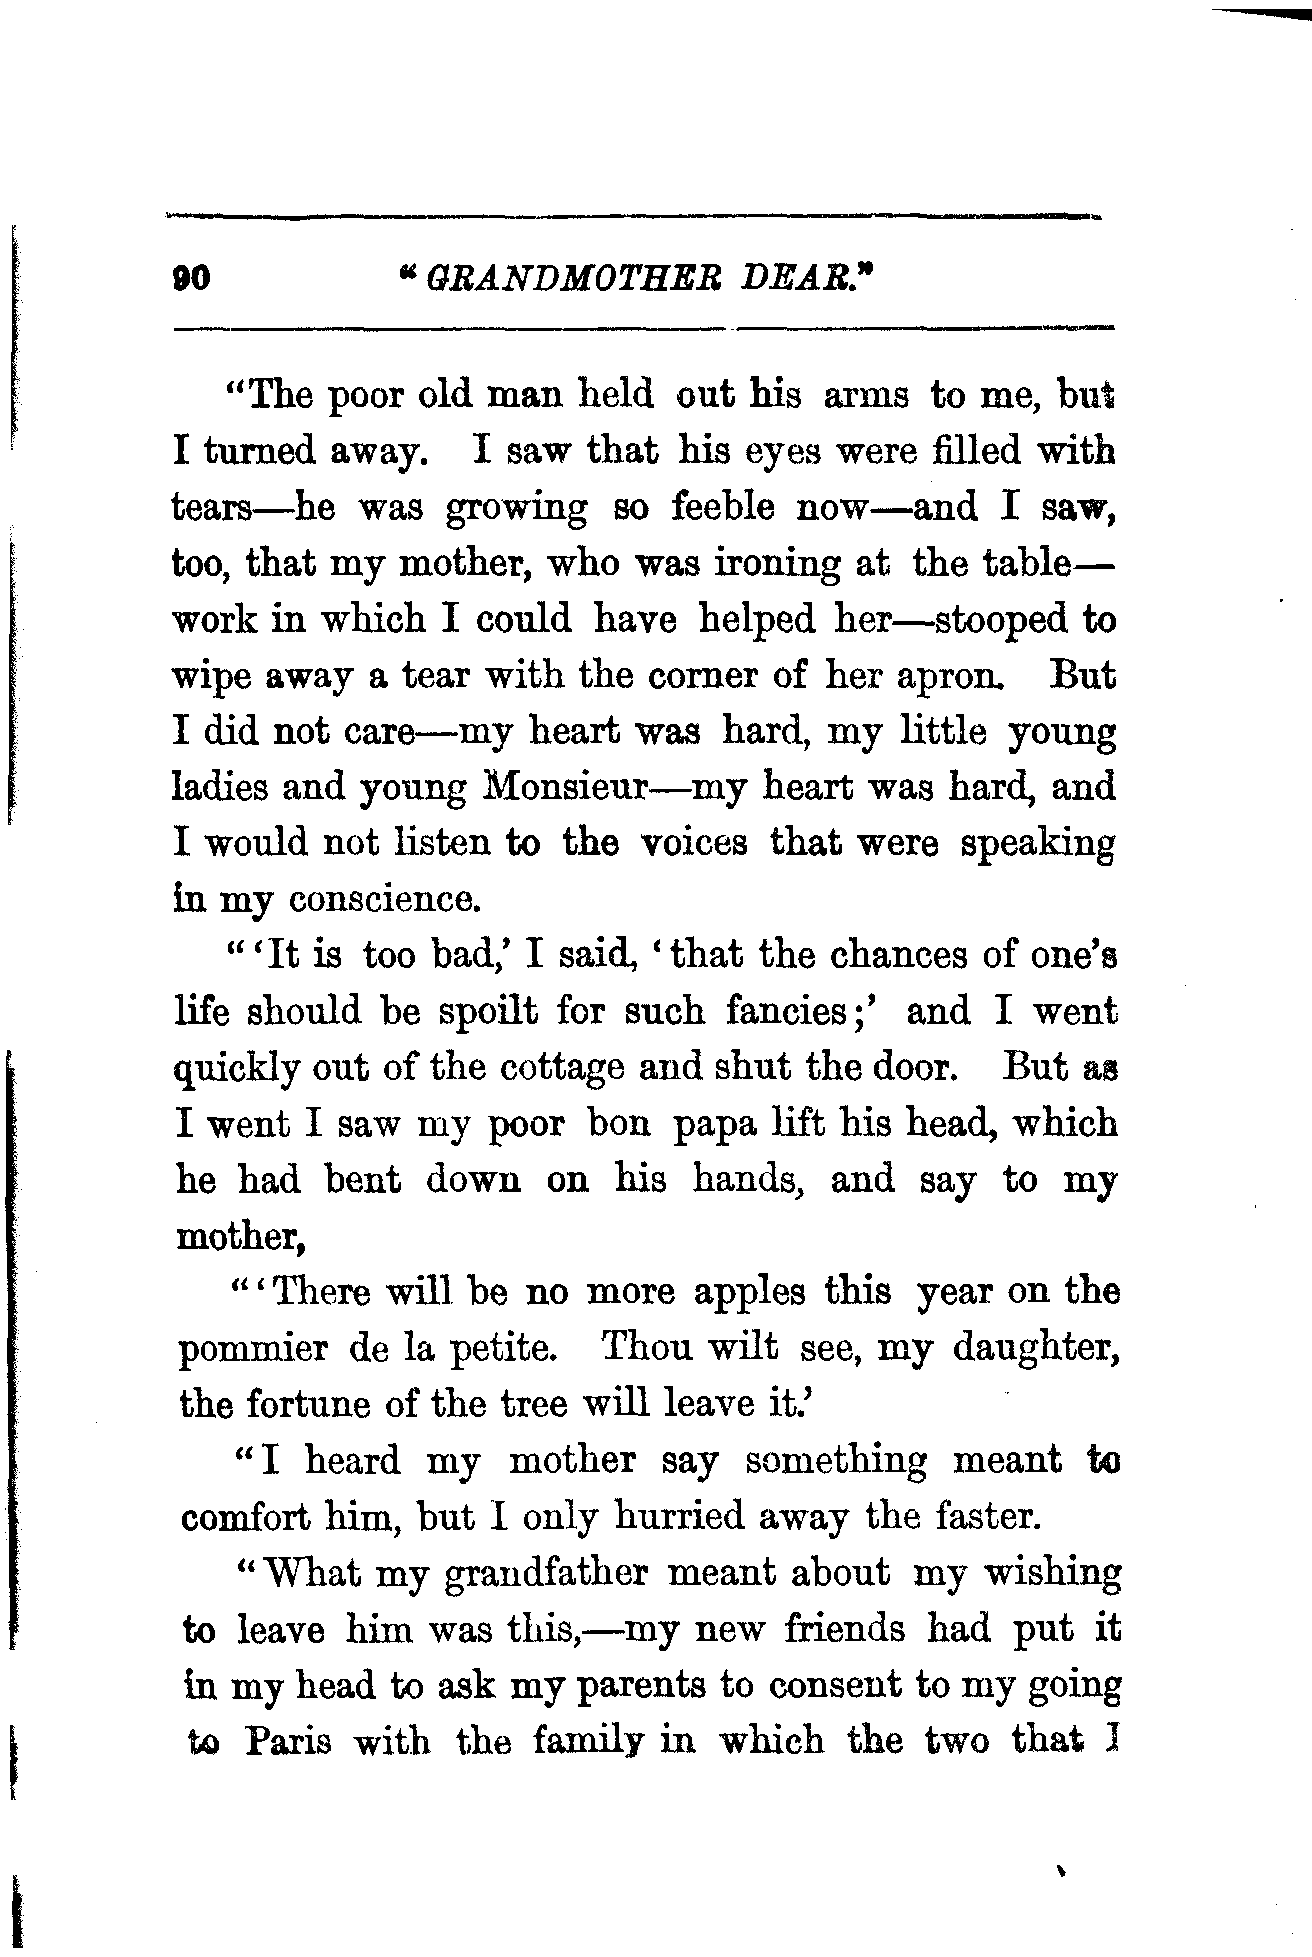 90 “GRANDMOTHER DEAR.”
“The poor old man held out his arms to me, but
I turned away. I saw that his eyes were filled with
tears—he was growing so feeble now—and I saw,
too, that my mother, who was ironing at the table—
work in which I could have helped her—stooped to
wipe away a tear with the corner of her apron. But
I did not care—my heart was hard, my little young
ladies and young Monsieur—my heart was hard, and
I would not listen to the voices that were speaking
in my conscience.
“‘It is too bad,’ I said, ‘that the chances of one’s
life should be spoilt for such fancies;’ and I went
quickly out of the cottage and shut the door. But as
I went I saw my poor bon papa lift his head, which
he had bent down on his hands, and say to my
mother,
“‘There will be no more apples this year on the
pommier de la petite. Thou wilt see, my daughter,
the fortune of the tree will leave it.’
“I heard my mother say something meant to
comfort him, but I only hurried away the faster.
“What my grandfather meant about my wishing
to leave him was this,—my new friends had put it
in my head to ask my parents to consent to my going
to Paris with the family in which the two that I